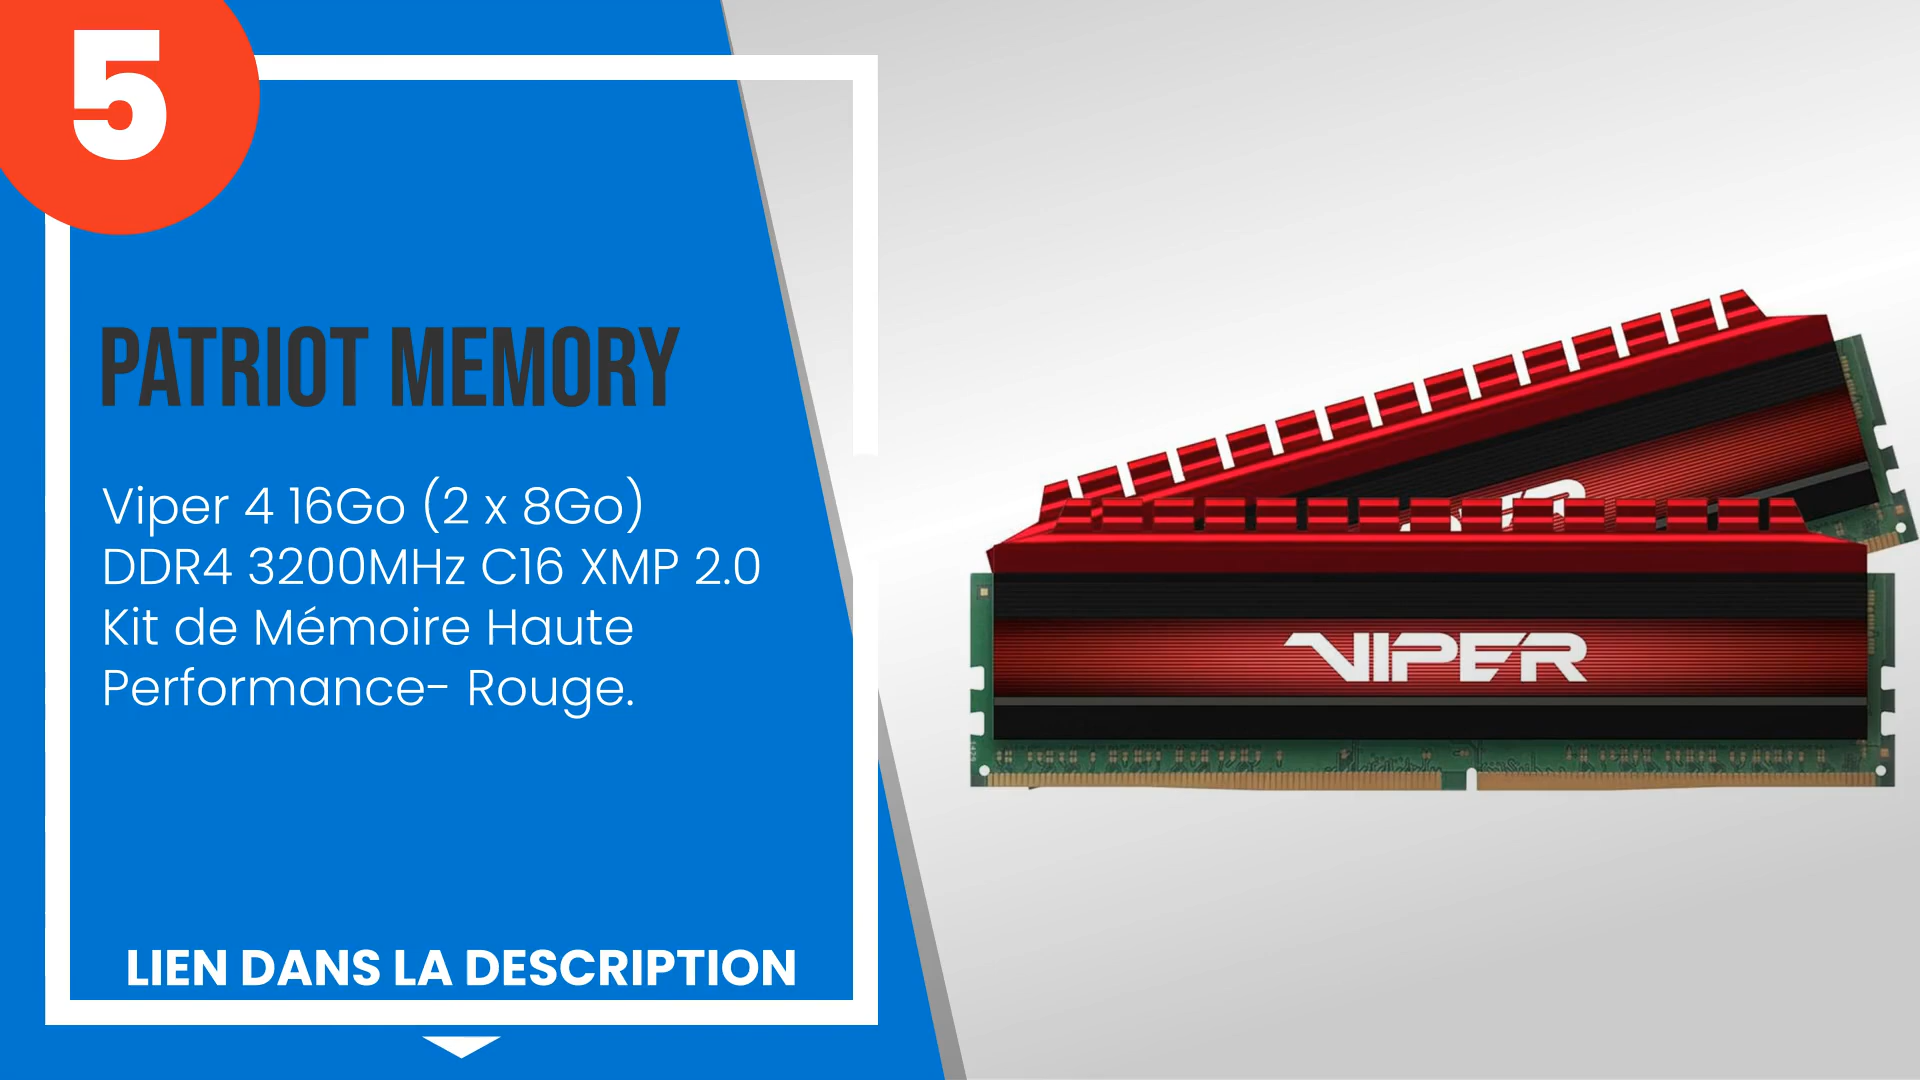 5
PATRIOT MEMORY
Viper 4 16Go (2 x 8Go)
DDR4 3200MHz C16 XMP 2.0
Kit de Mémoire Haute
Performance- Rouge.
LIEN DANS LA DESCRIPTION
VIPER